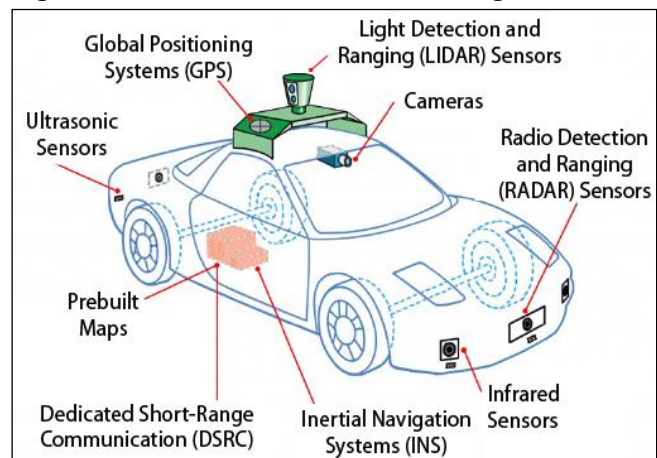 Light Detection and
Ranging (LIDAR) Sensors
Global Positioning
Systems (GPS)
Cameras
Ultrasonic
Sensors
Radio Detection
and Ranging
(RADAR) Sensors
Prebuilt
Maps
Infrared
Sensors
Dedicated Short-Range
Communication (DSRC)
Inertial Navigation
Systems (INS)